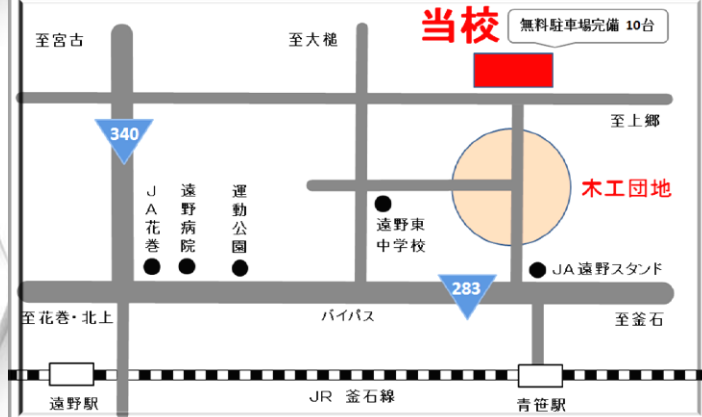 当校
無料駐車場完備 10台
至宮古
至大槌
至上郷
340
木工団地
JA花巻
遠野病院
運動公園
遠野東
中学校
JA遠野スタンド
283
至花巻・北上
バイパス
至釜石
遠野駅
JR 釜石線
青笹駅